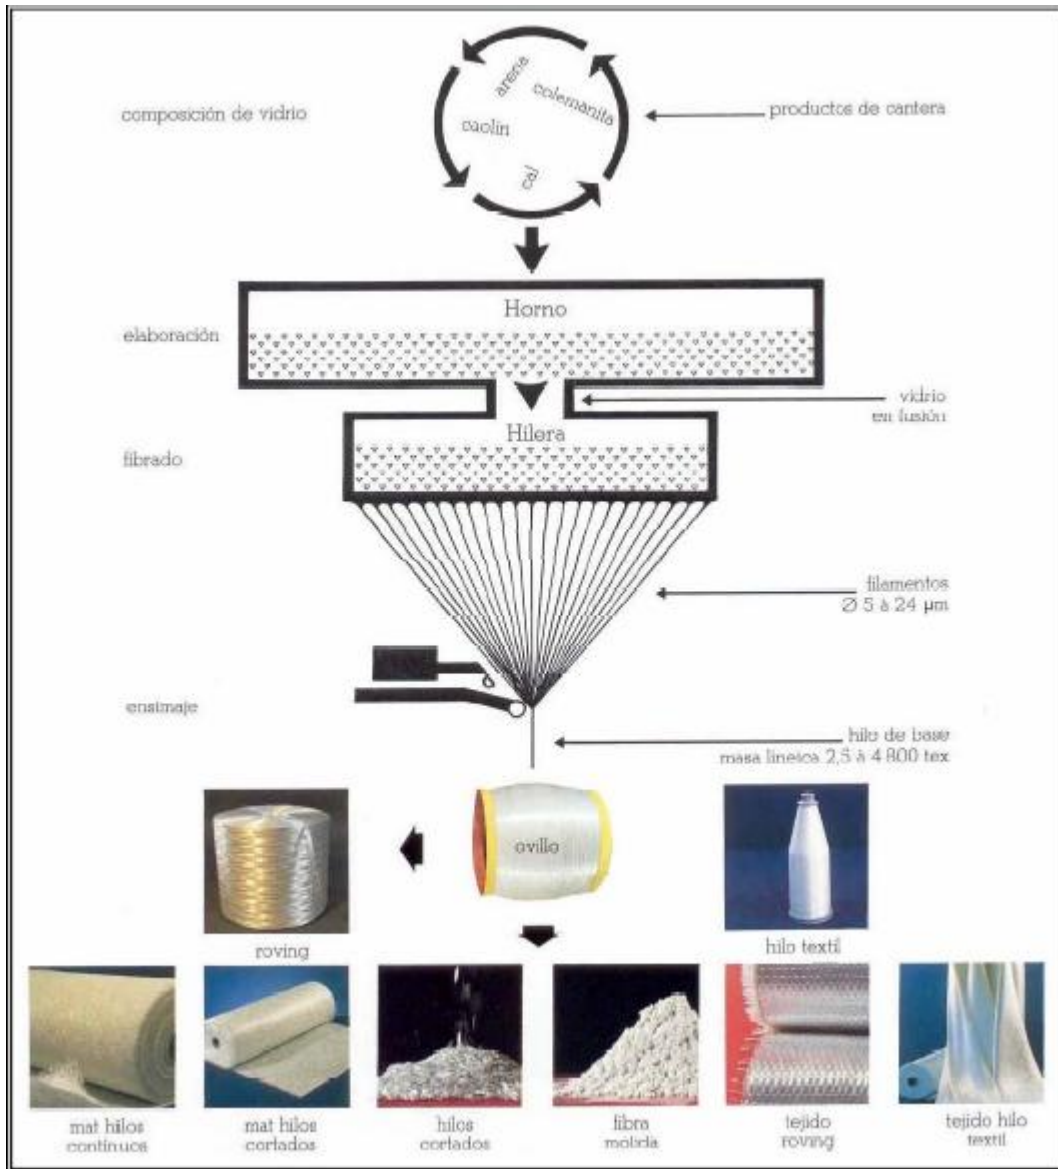 arena
colemanita
composición de vidrio
productos de cantera
caolín
cal
Horno
elaboración
vidrio
en fusión
Hilera
fibrado
filamentos
Ø 5 à 24 µm
ensimaje
hilo de base
masa lineica 2,5 à 4 800 tex
ovillo
roving
hilo textil
mat hilos
continuos
mat hilos
cortados
hilos
cortados
fibra
molida
tejido
roving
tejido hilo
textil